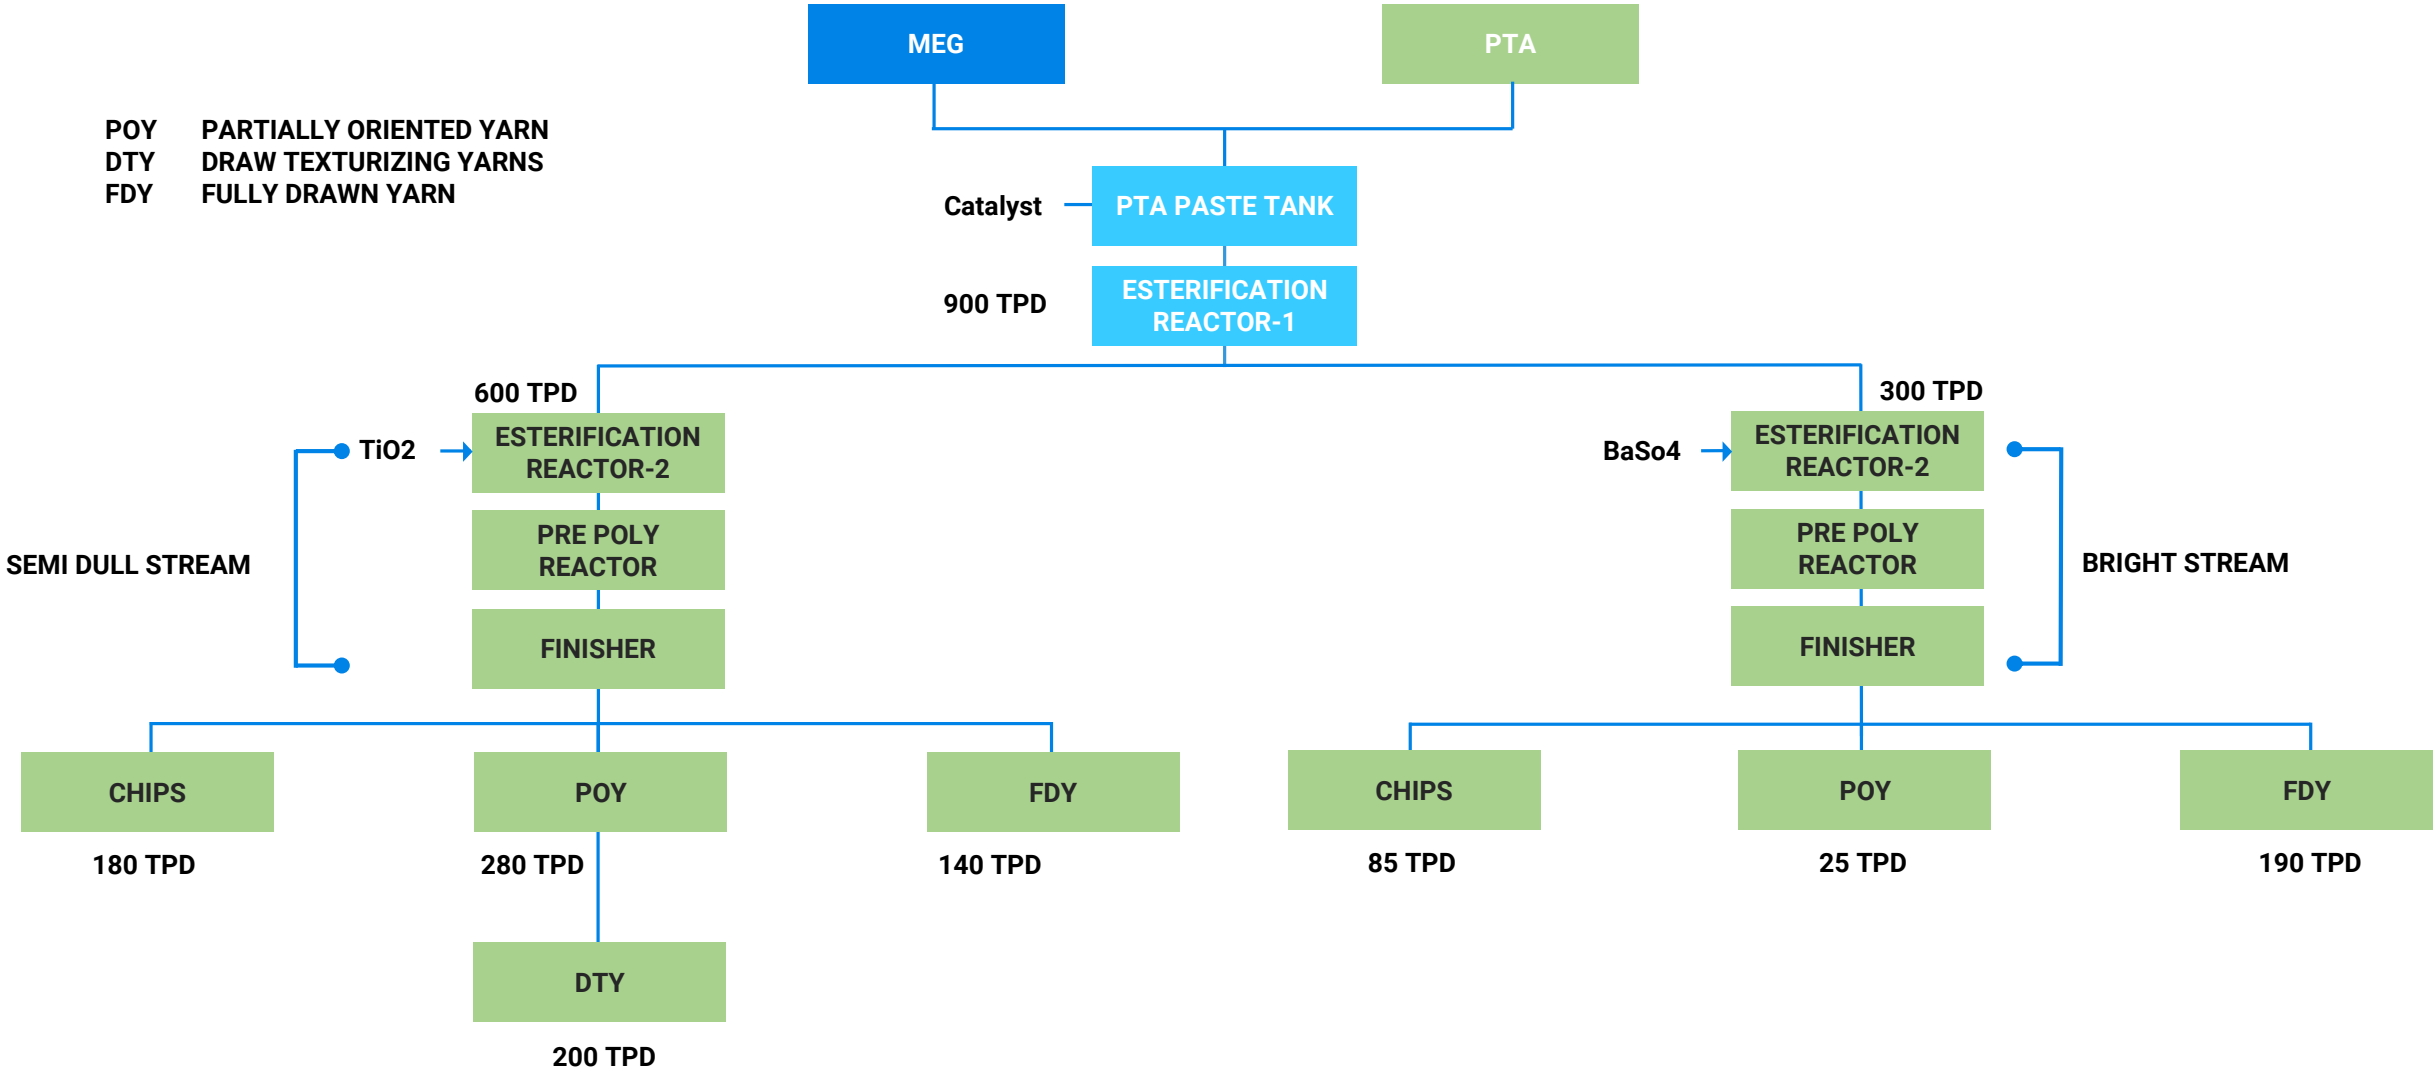 MEG
PTA
POY PARTIALLY ORIENTED YARN
DTY DRAW TEXTURIZING YARNS
FDY FULLY DRAWN YARN
Catalyst
PTA PASTE TANK
900 TPD
ESTERIFICATION
REACTOR-1
600 TPD
300 TPD
TiO2
ESTERIFICATION
REACTOR-2
BaSo4
ESTERIFICATION
REACTOR-2
SEMI DULL STREAM
PRE POLY
REACTOR
PRE POLY
REACTOR
BRIGHT STREAM
FINISHER
FINISHER
CHIPS
POY
FDY
CHIPS
POY
FDY
180 TPD
280 TPD
140 TPD
85 TPD
25 TPD
190 TPD
DTY
200 TPD